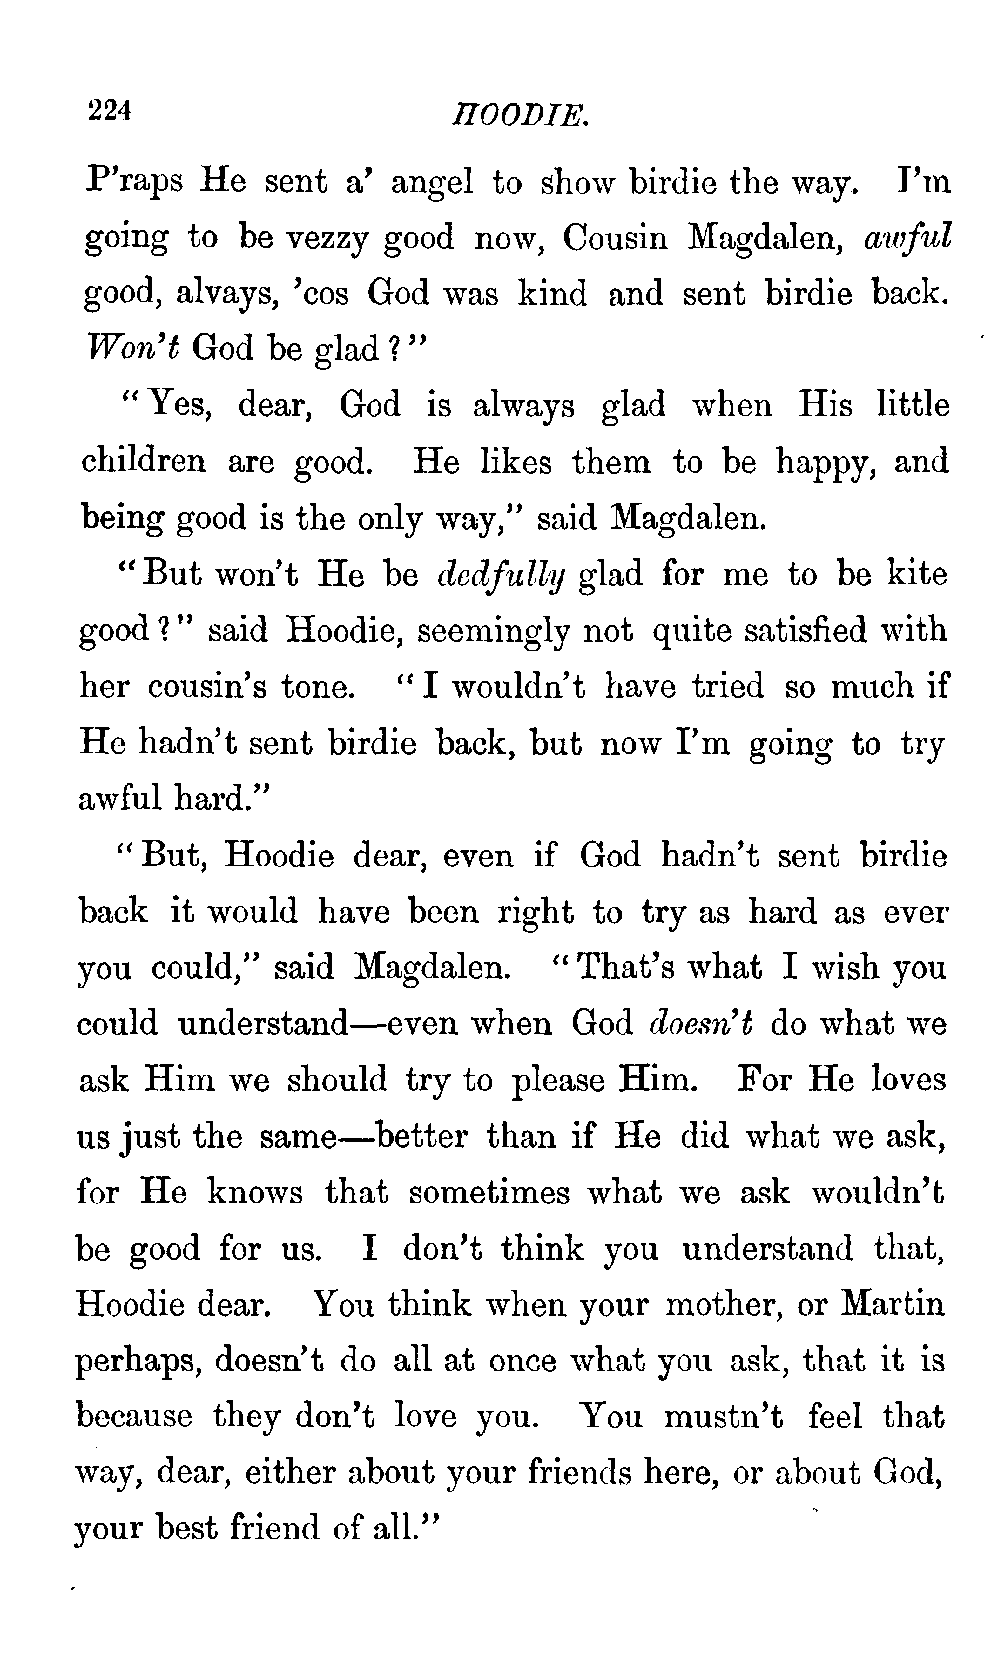 224 HOODIE.
P'raps He sent a' angel to show birdie the way. I'm
going to be vezzy good now, Cousin Magdalen, awful
good, alvays, 'cos God was kind and sent birdie back.
Won't God be glad?"
"Yes, dear, God is always glad when His little
children are good. He likes them to be happy, and
being good is the only way," said Magdalen.
"But won't He be dedfully glad for me to be kite
good?" said Hoodie, seemingly not quite satisfied with
her cousin's tone. "I wouldn't have tried so much if
He hadn't sent birdie back, but now I'm going to try
awful hard."
"But, Hoodie dear, even if God hadn't sent birdie
back it would have been right to try as hard as ever
you could," said Magdalen. "That's what I wish you
could understand—even when God doesn't do what we
ask Him we should try to please Him. For He loves
us just the same—better than if He did what we ask,
for He knows that sometimes what we ask wouldn't
be good for us. I don't think you understand that,
Hoodie dear. You think when your mother, or Martin
perhaps, doesn't do all at once what you ask, that it is
because they don't love you. You mustn't feel that
way, dear, either about your friends here, or about God,
your best friend of all."